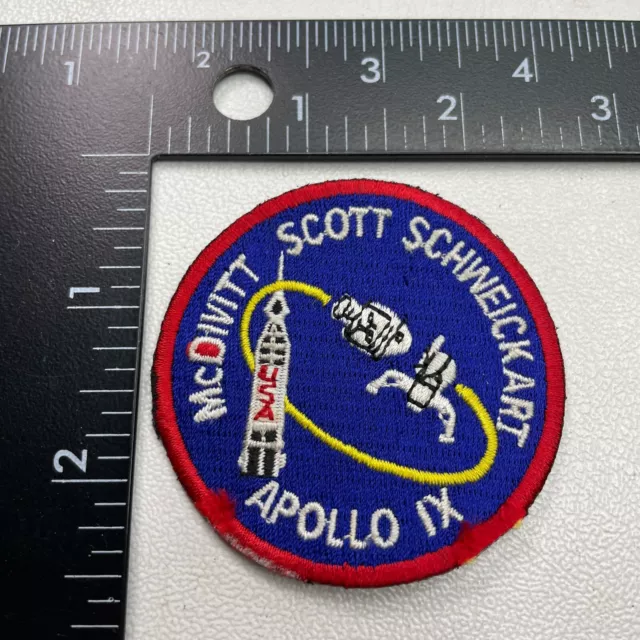 1 2 3 4
1 2 3
1
2
McDIVITT SCOTT SCHWEICKART
USA
APOLLO IX